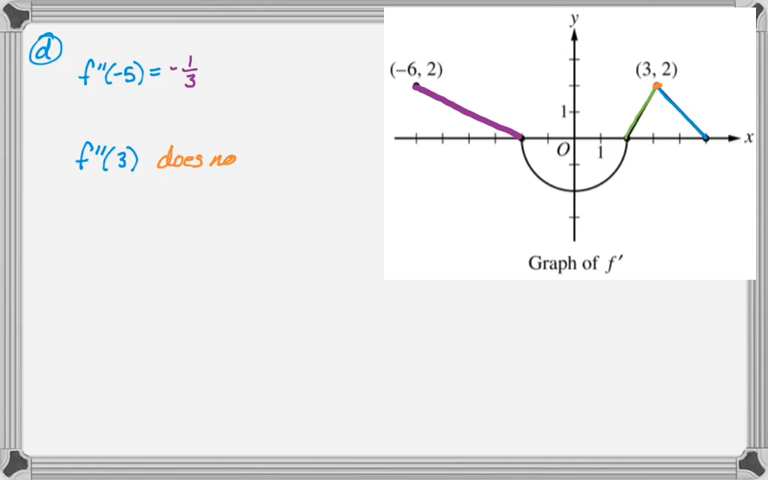 d
f''(-5) = -1/3
f''(3) does no
y
(−6, 2)
(3, 2)
1
x
O
1
Graph of f′